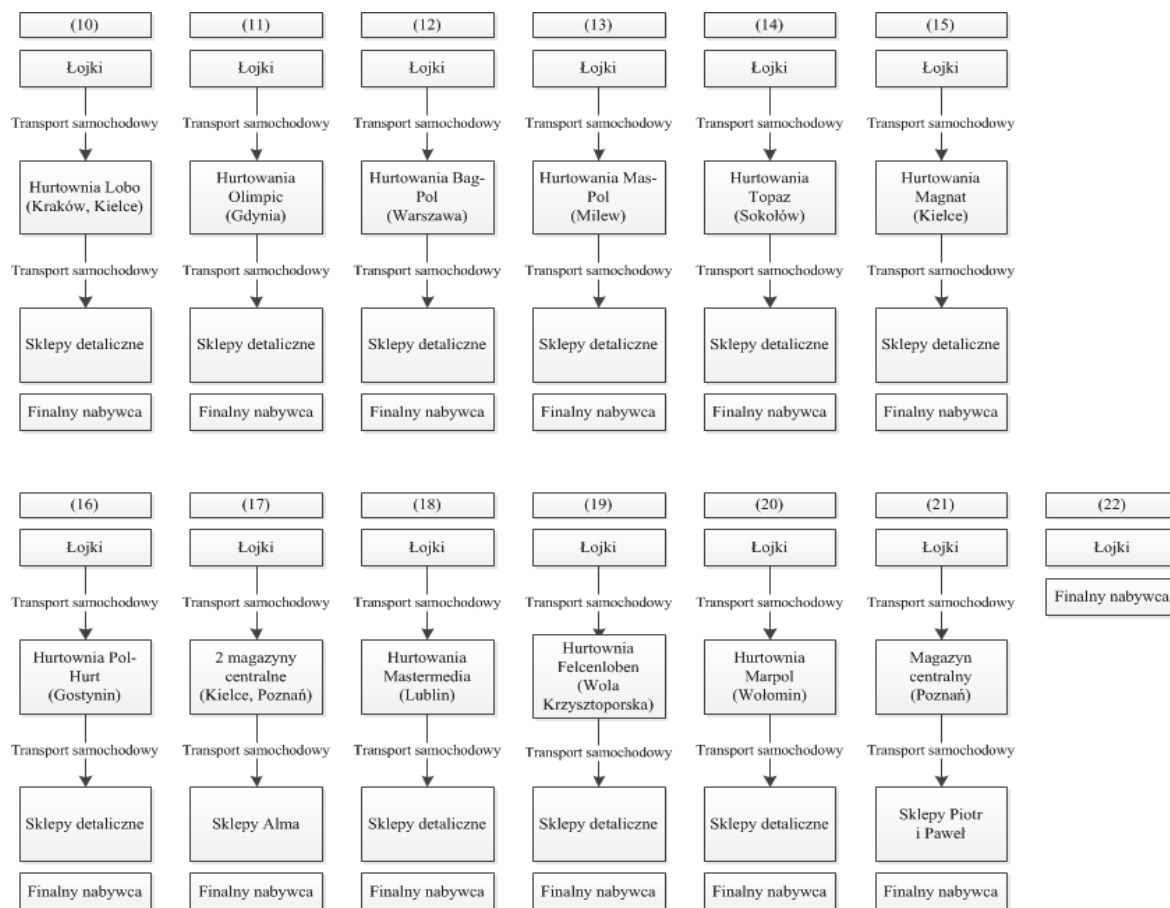 (10)
(11)
(12)
(13)
(14)
(15)
Łojki
Łojki
Łojki
Łojki
Łojki
Łojki
Transport samochodowy
Transport samochodowy
Transport samochodowy
Transport samochodowy
Transport samochodowy
Transport samochodowy
Hurtownia Lobo
(Kraków, Kielce)
Hurtowania
Olimpic
(Gdynia)
Hurtowania Bag-
Pol
(Warszawa)
Hurtowania Mas-
Pol
(Milew)
Hurtowania
Topaz
(Sokołów)
Hurtowania
Magnat
(Kielce)
Transport samochodowy
Transport samochodowy
Transport samochodowy
Transport samochodowy
Transport samochodowy
Transport samochodowy
Sklepy detaliczne
Sklepy detaliczne
Sklepy detaliczne
Sklepy detaliczne
Sklepy detaliczne
Sklepy detaliczne
Finalny nabywca
Finalny nabywca
Finalny nabywca
Finalny nabywca
Finalny nabywca
Finalny nabywca
(16)
(17)
(18)
(19)
(20)
(21)
(22)
Łojki
Łojki
Łojki
Łojki
Łojki
Łojki
Łojki
Finalny nabywca
Transport samochodowy
Transport samochodowy
Transport samochodowy
Transport samochodowy
Transport samochodowy
Transport samochodowy
Hurtownia Pol-
Hurt
(Gostynin)
2 magazyny
centralne
(Kielce, Poznań)
Hurtowania
Mastermedia
(Lublin)
Hurtownia
Felcenloben
(Wola
Krzysztoporska)
Hurtownia
Marpol
(Wołomin)
Magazyn
centralny
(Poznań)
Transport samochodowy
Transport samochodowy
Transport samochodowy
Transport samochodowy
Transport samochodowy
Transport samochodowy
Sklepy detaliczne
Sklepy Alma
Sklepy detaliczne
Sklepy detaliczne
Sklepy detaliczne
Sklepy Piotr
i Paweł
Finalny nabywca
Finalny nabywca
Finalny nabywca
Finalny nabywca
Finalny nabywca
Finalny nabywca